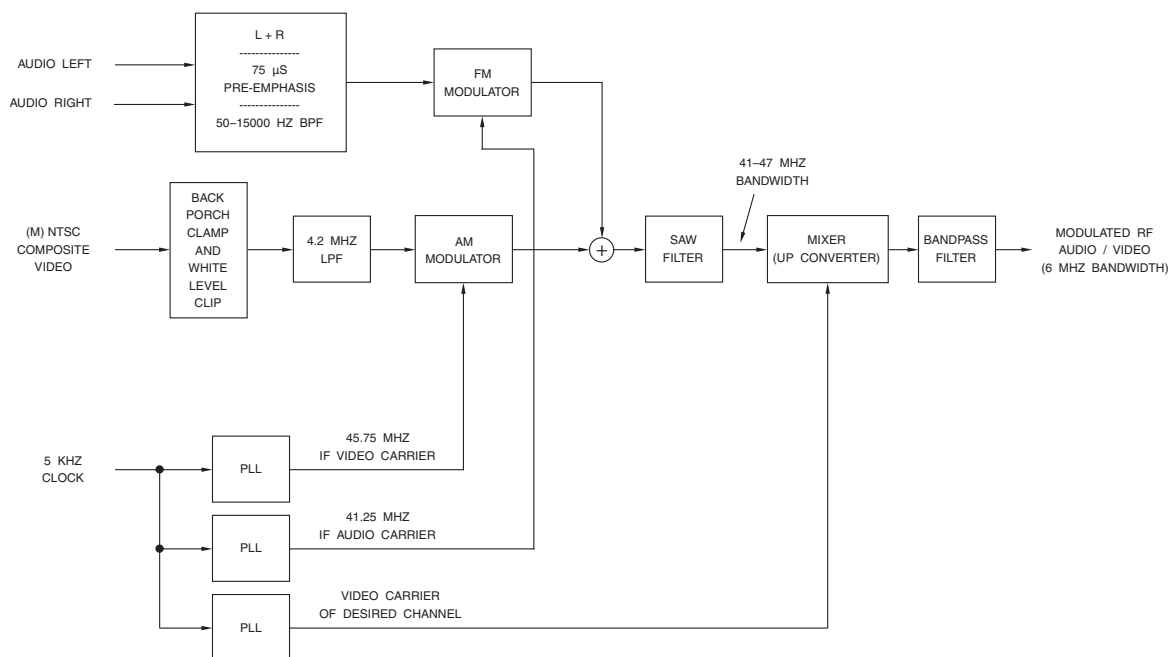 AUDIO LEFT
AUDIO RIGHT
L + R
---------------
75 µS
PRE-EMPHASIS
---------------
50–15000 HZ BPF
FM
MODULATOR
(M) NTSC
COMPOSITE
VIDEO
BACK
PORCH
CLAMP
AND
WHITE
LEVEL
CLIP
4.2 MHZ
LPF
AM
MODULATOR
+
SAW
FILTER
41–47 MHZ
BANDWIDTH
MIXER
(UP CONVERTER)
BANDPASS
FILTER
MODULATED RF
AUDIO / VIDEO
(6 MHZ BANDWIDTH)
5 KHZ
CLOCK
PLL
45.75 MHZ
IF VIDEO CARRIER
PLL
41.25 MHZ
IF AUDIO CARRIER
PLL
VIDEO CARRIER
OF DESIRED CHANNEL